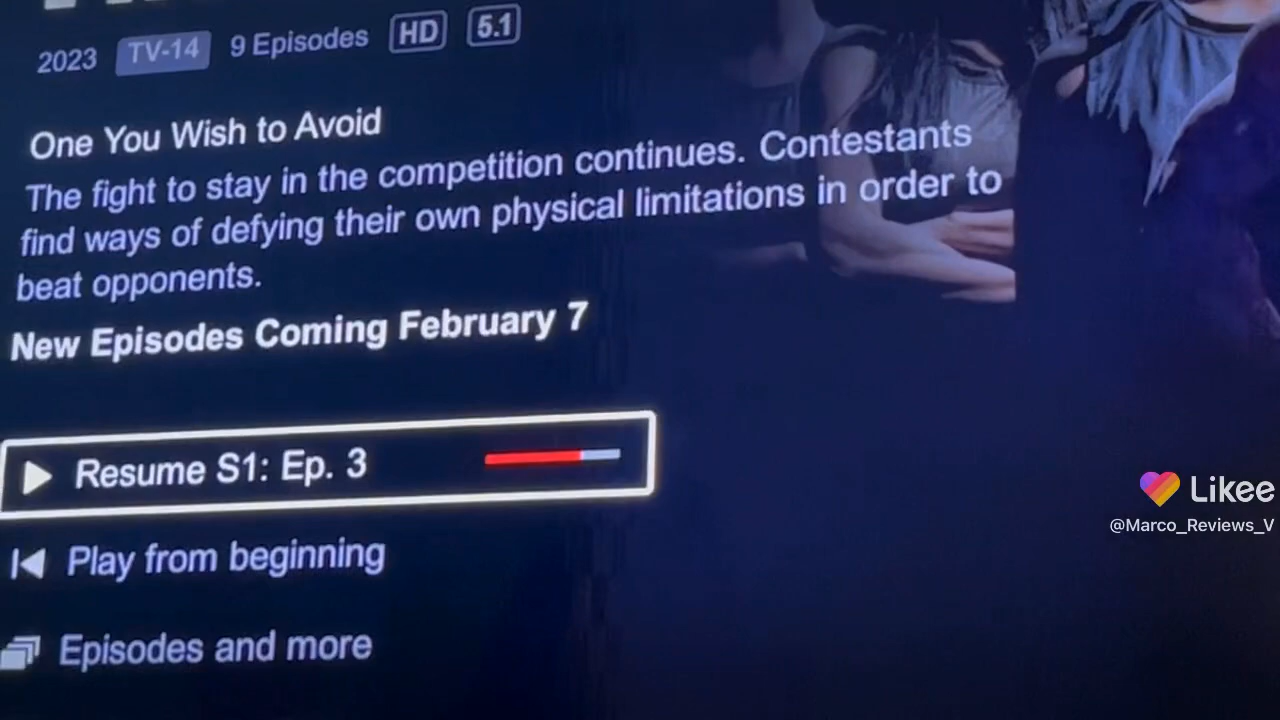 2023 TV-14 9 Episodes HD 5.1
One You Wish to Avoid
The fight to stay in the competition continues. Contestants
find ways of defying their own physical limitations in order to
beat opponents.
New Episodes Coming February 7
Resume S1: Ep. 3
Play from beginning
Episodes and more
Likee
@Marco_Reviews_V